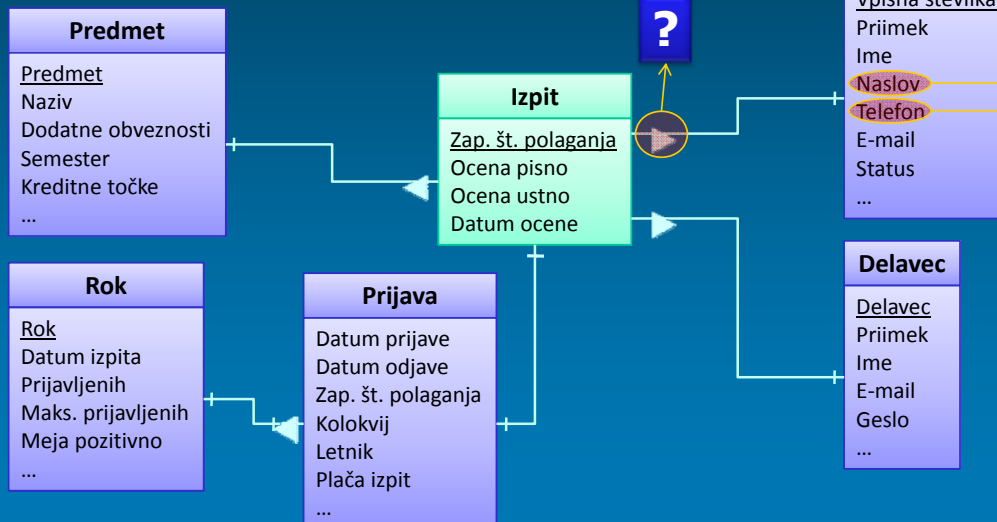 Predmet
Predmet
Naziv
Dodatne obveznosti
Semester
Kreditne točke
...
?
Izpit
Zap. št. polaganja
Ocena pisno
Ocena ustno
Datum ocene
Vpisna številka
Priimek
Ime
Naslov
Telefon
E-mail
Status
...
Rok
Rok
Datum izpita
Prijavljenih
Maks. prijavljenih
Meja pozitivno
...
Prijava
Datum prijave
Datum odjave
Zap. št. polaganja
Kolokvij
Letnik
Plača izpit
...
Delavec
Delavec
Priimek
Ime
E-mail
Geslo
...